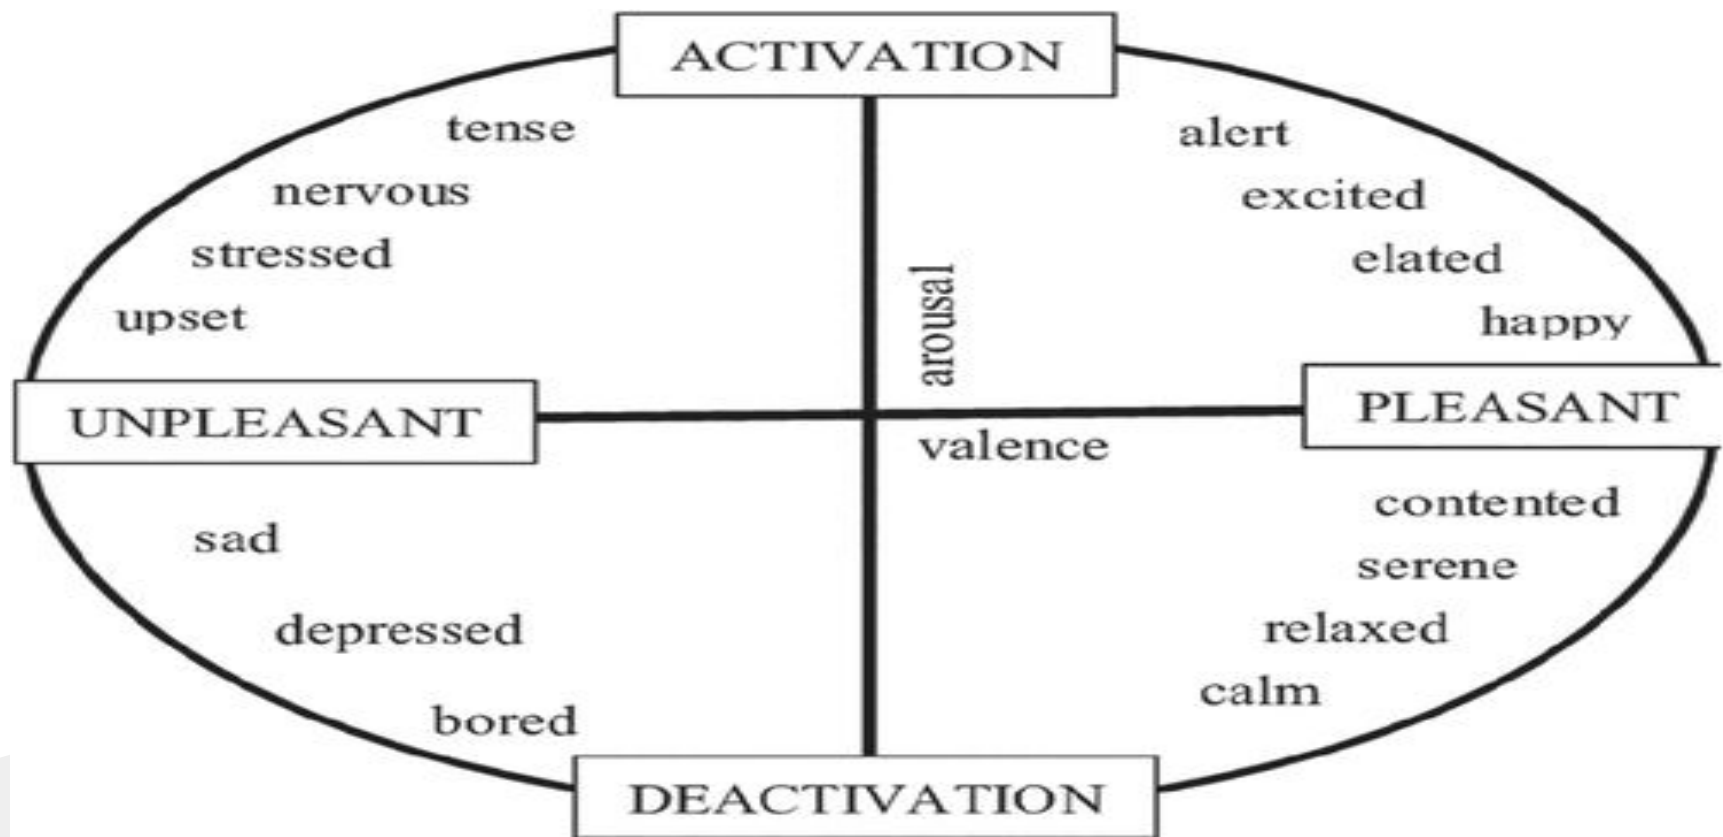 ACTIVATION
tense
alert
nervous
excited
stressed
elated
upset
happy
arousal
UNPLEASANT
PLEASANT
valence
contented
sad
serene
depressed
relaxed
calm
bored
DEACTIVATION